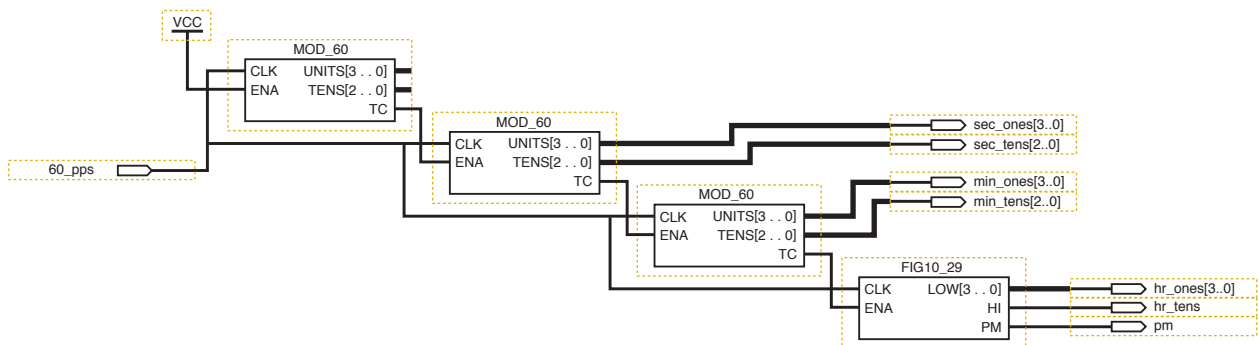 VCC
MOD_60
CLK UNITS[3 . . 0]
ENA TENS[2 . . 0]
TC
MOD_60
CLK UNITS[3 . . 0]
ENA TENS[2 . . 0]
TC
sec_ones[3..0]
sec_tens[2..0]
60_pps
MOD_60
CLK UNITS[3 . . 0]
ENA TENS[2 . . 0]
TC
min_ones[3..0]
min_tens[2..0]
FIG10_29
CLK LOW[3 . . 0]
ENA HI
PM
hr_ones[3..0]
hr_tens
pm